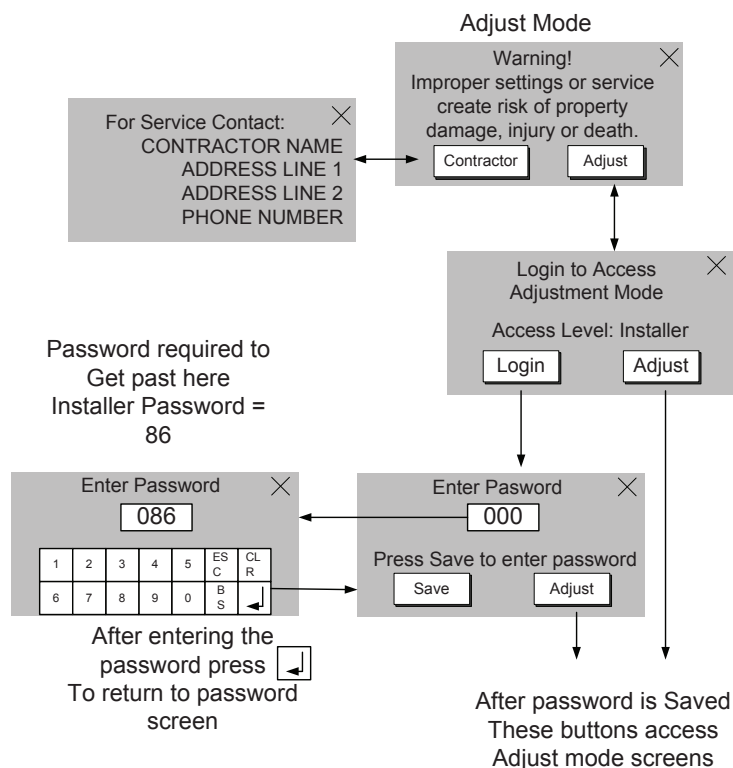 Adjust Mode
Warning!
Improper settings or service
create risk of property
damage, injury or death.
Contractor
Adjust
For Service Contact:
CONTRACTOR NAME
ADDRESS LINE 1
ADDRESS LINE 2
PHONE NUMBER
Login to Access
Adjustment Mode
Access Level: Installer
Login
Adjust
Password required to
Get past here
Installer Password =
86
Enter Password
086
1 2 3 4 5 ES
C CL
R
6 7 8 9 0 B
S
Enter Pasword
000
Press Save to enter password
Save
Adjust
After entering the
password press
To return to password
screen
After password is Saved
These buttons access
Adjust mode screens